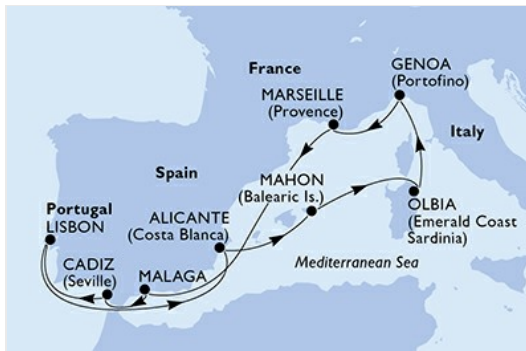 GENOA
(Portofino)
France
MARSEILLE
(Provence)
Italy
Spain
MAHON
(Balearic Is.)
OLBIA
(Emerald Coast
Sardinia)
Portugal
LISBON
ALICANTE
(Costa Blanca)
CADIZ
(Seville)
MALAGA
Mediterranean Sea